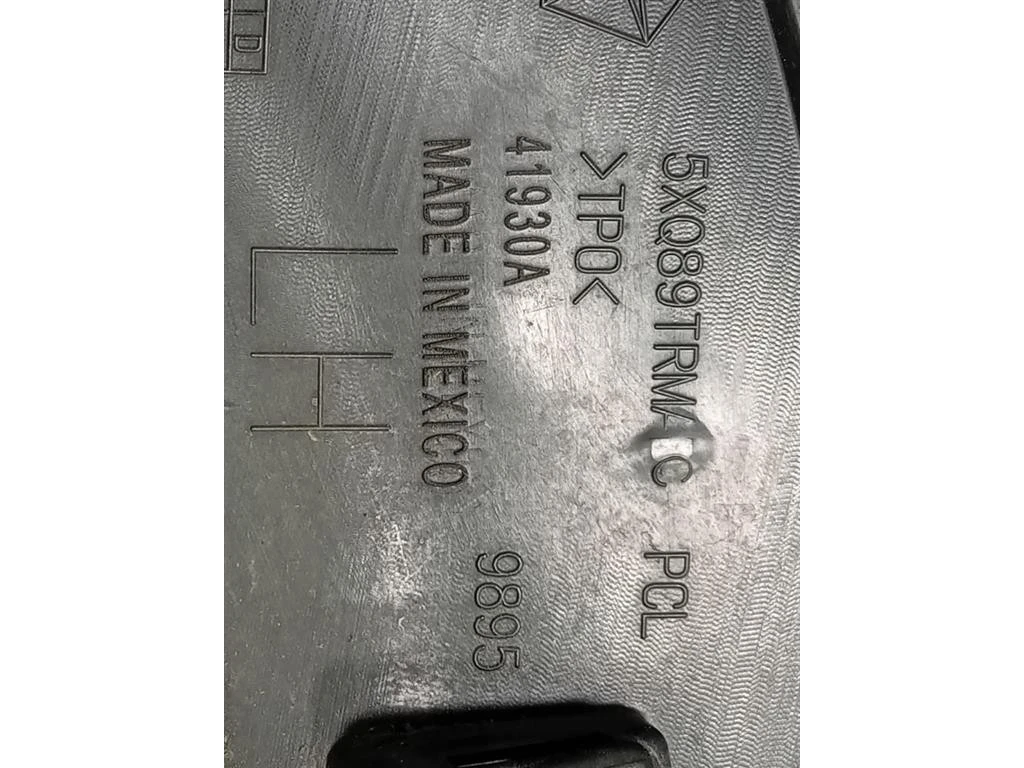 5XQ89TRMAC PCL
>TPO<
41930A
MADE IN MEXICO
9895
LH